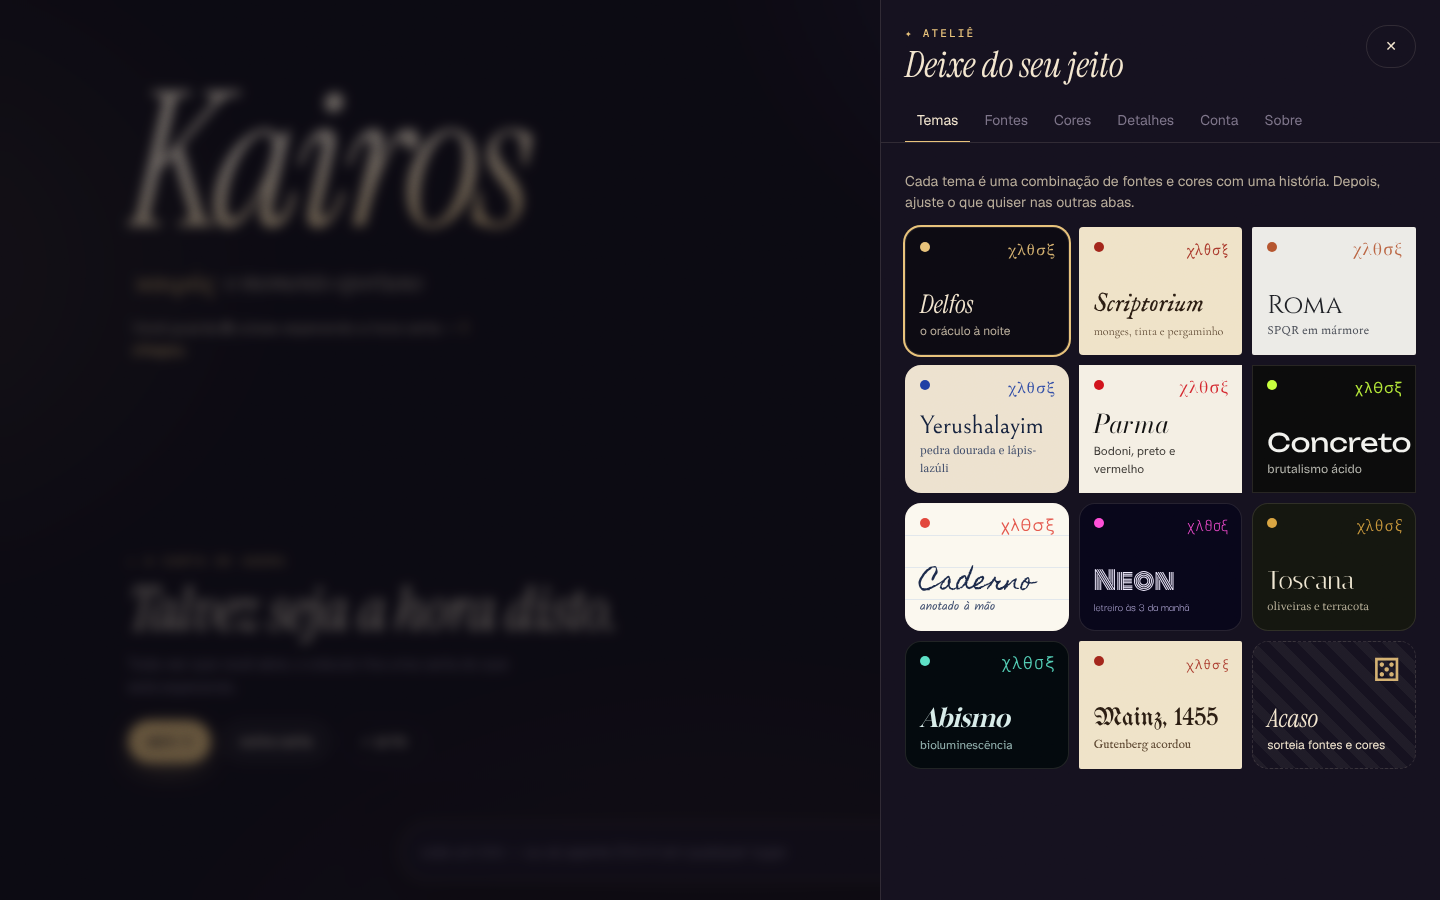 Kairos
Talvez seja a hora disto.
✦ ATELIÊ
Deixe do seu jeito
✕
Temas
Fontes
Cores
Detalhes
Conta
Sobre
Cada tema é uma combinação de fontes e cores com uma história. Depois,
ajuste o que quiser nas outras abas.
χλθσξ
Delfos
o oráculo à noite
χλθσξ
Scriptorium
monges, tinta e pergaminho
χλθσξ
Roma
SPQR em mármore
χλθσξ
Yerushalayim
pedra dourada e lápis-
lazúli
χλθσξ
Parma
Bodoni, preto e
vermelho
χλθσξ
Concreto
brutalismo ácido
χλθσξ
Caderno
anotado à mão
χλθσξ
Neon
letreiro às 3 da manhã
χλθσξ
Toscana
oliveiras e terracota
χλθσξ
Abismo
bioluminescência
χλθσξ
Mainz, 1455
Gutenberg acordou
Acaso
sorteia fontes e cores